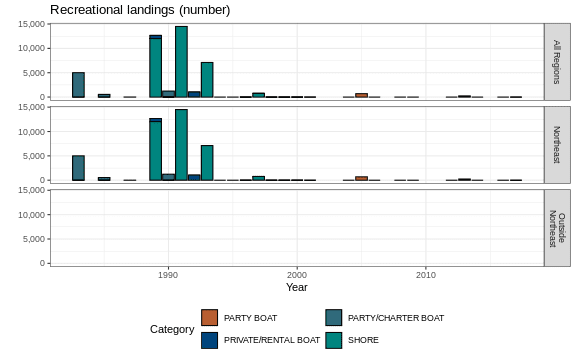 Recreational landings (number)
15,000
10,000
5,000
0
All Regions
15,000
10,000
5,000
0
Northeast
15,000
10,000
5,000
0
Outside
Northeast
1990 2000 2010
Year
Category
PARTY BOAT PARTY/CHARTER BOAT
PRIVATE/RENTAL BOAT SHORE